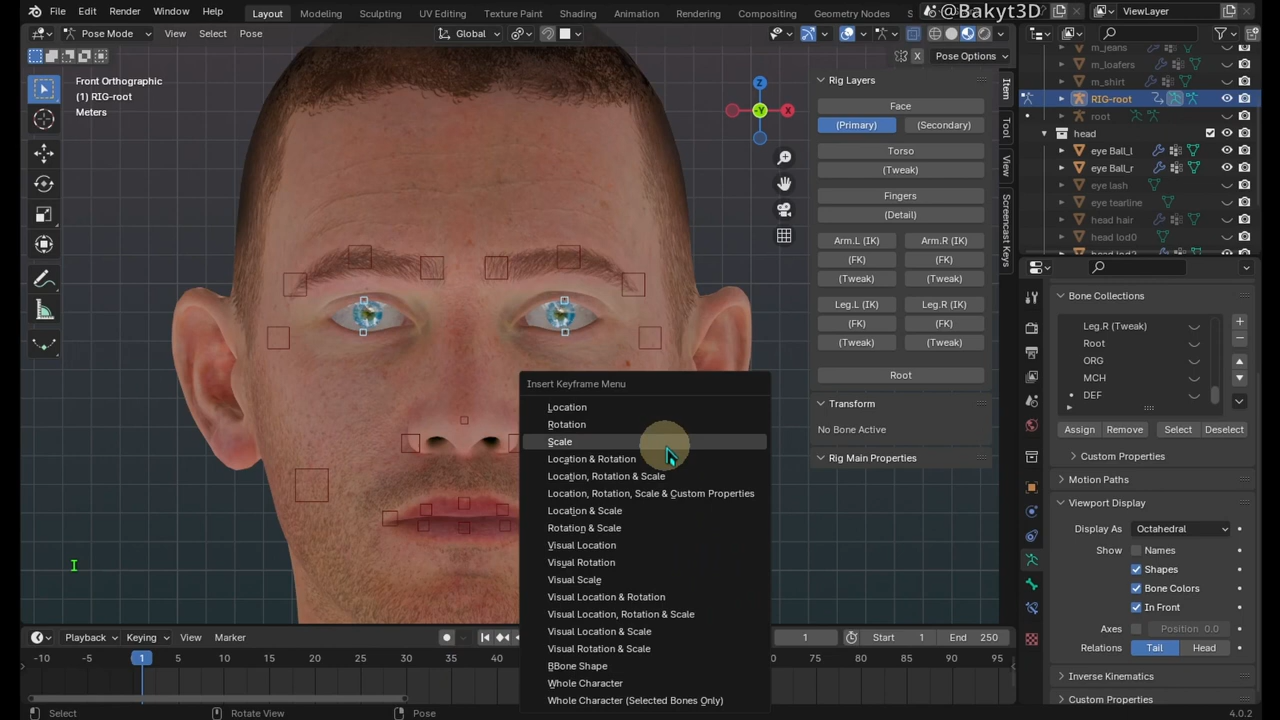 File Edit Render Window Help
Layout Modeling Sculpting UV Editing Texture Paint Shading Animation Rendering Compositing Geometry Nodes S
@Bakyt3D ViewLayer
Pose Mode View Select Pose Global
X Pose Options
Front Orthographic
(1) RIG-root
Meters
Z
Y
X
Rig Layers
Face
(Primary) (Secondary)
Torso
(Tweak)
Fingers
(Detail)
Arm.L (IK) Arm.R (IK)
(FK) (FK)
(Tweak) (Tweak)
Leg.L (IK) Leg.R (IK)
(FK) (FK)
(Tweak) (Tweak)
Root
Transform
No Bone Active
Rig Main Properties
Item
Tool
View
Screencast Keys
m_jeans
m_loafers
m_shirt
RIG-root
root
head
eye Ball_l
eye Ball_r
eye lash
eye tearline
head hair
head lod0
Bone Collections
Leg.R (Tweak)
Root
ORG
MCH
DEF
Assign Remove Select Deselect
Custom Properties
Motion Paths
Viewport Display
Display As Octahedral
Show Names
Shapes
Bone Colors
In Front
Axes Position 0.0
Relations Tail Head
Inverse Kinematics
Custom Properties
Insert Keyframe Menu
Location
Rotation
Scale
Location & Rotation
Location, Rotation & Scale
Location, Rotation, Scale & Custom Properties
Location & Scale
Rotation & Scale
Visual Location
Visual Rotation
Visual Scale
Visual Location & Rotation
Visual Location, Rotation & Scale
Visual Location & Scale
Visual Rotation & Scale
BBone Shape
Whole Character
Whole Character (Selected Bones Only)
I
Playback Keying View Marker 1 Start 1 End 250
-10 -5 1 5 10 15 20 25 30 35 40 75 80 85 90 95 100
Select Rotate View Pose 4.0.2